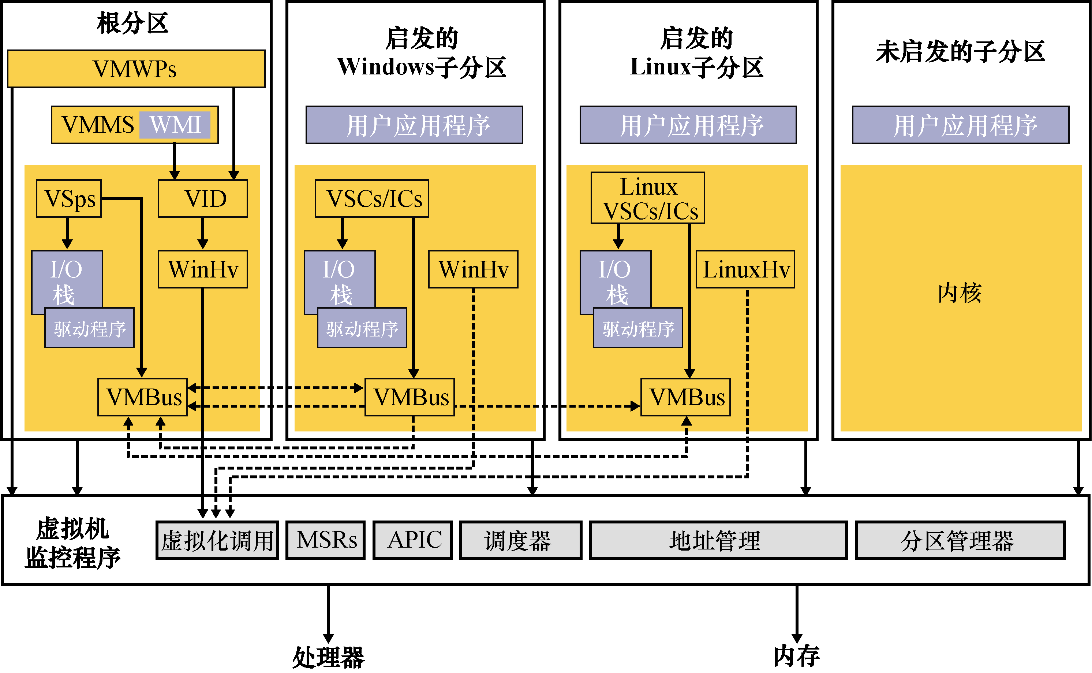 根分区
VMWPs
VMMS WMI
VSps
VID
I/O
栈
驱动程序
WinHv
VMBus
启发的
Windows子分区
用户应用程序
VSCs/ICs
I/O
栈
驱动程序
WinHv
VMBus
启发的
Linux子分区
用户应用程序
Linux
VSCs/ICs
I/O
栈
驱动程序
LinuxHv
VMBus
未启发的子分区
用户应用程序
内核
虚拟机
监控程序
虚拟化调用
MSRs
APIC
调度器
地址管理
分区管理器
处理器
内存